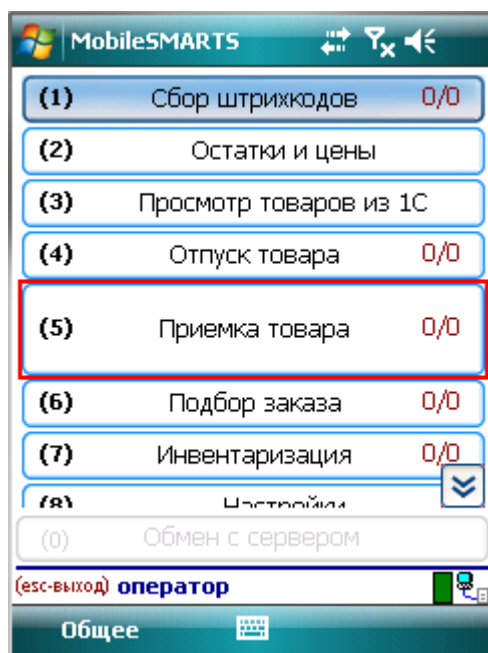 MobileSMARTS
(1) Сбор штрихкодов 0/0
(2) Остатки и цены
(3) Просмотр товаров из 1С
(4) Отпуск товара 0/0
(5) Приемка товара 0/0
(6) Подбор заказа 0/0
(7) Инвентаризация 0/0
(8) Настройки
(0) Обмен с сервером
(esc-выход) оператор
Общее